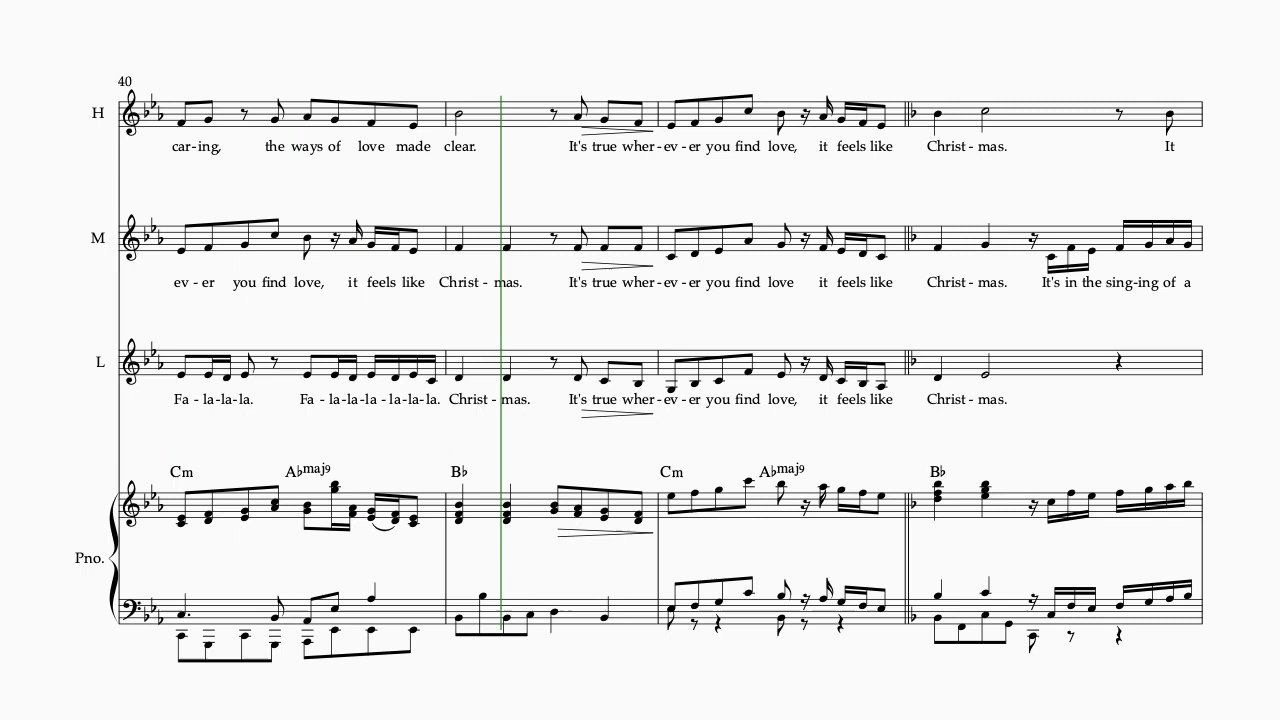 40
H
car-ing, the ways of love made clear. It's true wher-ev-er you find love, it feels like Christ-mas. It
M
ev-er you find love, i't feels like Christ-mas. It's true wher-ev-er you find love it feels like Christ-mas. It's in the sing-ing of a
L
Fa-la-la-la. Fa-la-la-la-la-la-la. Christ-mas. It's true wher-ev-er you find love, it feels like Christ-mas.
Cm A♭maj9 B♭ Cm A♭maj9 B♭
Pno.